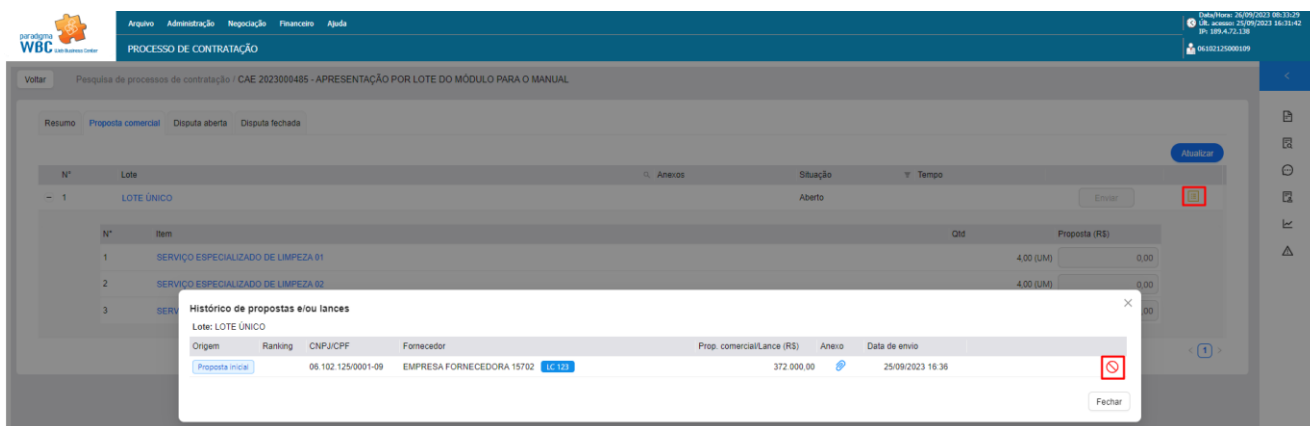 paradigma
WBC Web Business Center
Arquivo Administração Negociação Financeiro Ajuda
Data/Hora: 26/09/2023 08:33:29
Últ. acesso: 25/09/2023 16:31:42
IP: 189.4.72.138
PROCESSO DE CONTRATAÇÃO
06102125000109
Voltar Pesquisa de processos de contratação / CAE 2023000485 - APRESENTAÇÃO POR LOTE DO MÓDULO PARA O MANUAL
Resumo Proposta comercial Disputa aberta Disputa fechada
Atualizar
N° Lote Anexos Situação Tempo
1 LOTE ÚNICO Aberto Enviar
N° Item Qtd Proposta (R$)
1 SERVIÇO ESPECIALIZADO DE LIMPEZA 01 4,00 (UM) 0,00
2 SERVIÇO ESPECIALIZADO DE LIMPEZA 02 4,00 (UM) 0,00
3 SERV ,00
Histórico de propostas e/ou lances
Lote: LOTE ÚNICO
Origem Ranking CNPJ/CPF Fornecedor Prop. comercial/Lance (R$) Anexo Data de envio
Proposta inicial 06.102.125/0001-09 EMPRESA FORNECEDORA 15702 LC 123 372.000,00 25/09/2023 16:36
< 1 >
Fechar